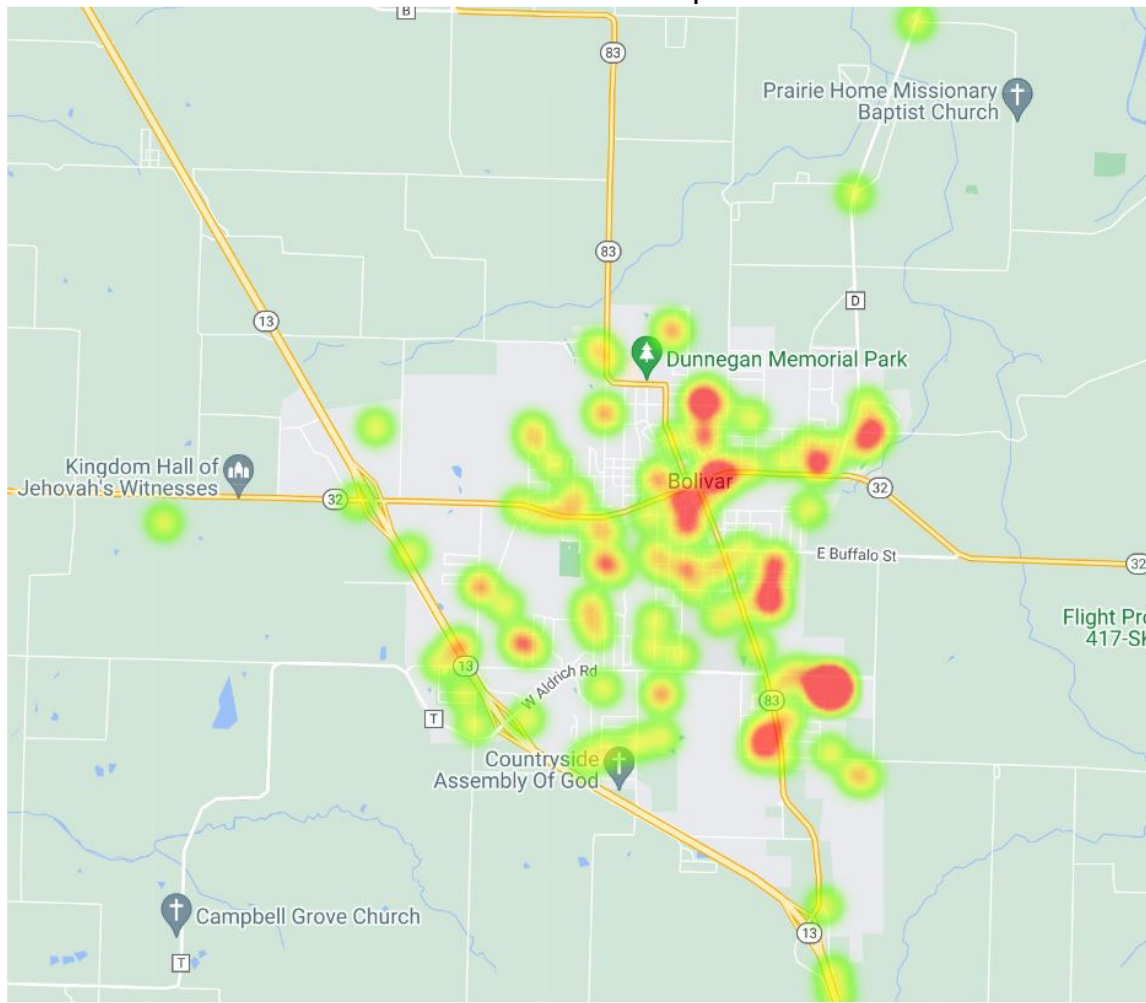 B
83
Prairie Home Missionary
Baptist Church
83
D
13
Dunnegan Memorial Park
Kingdom Hall of
Jehovah's Witnesses
32
Bolivar
32
E Buffalo St
32
Flight Pro
417-SK
13
W Aldrich Rd
T
83
Countryside
Assembly Of God
Campbell Grove Church
13
T